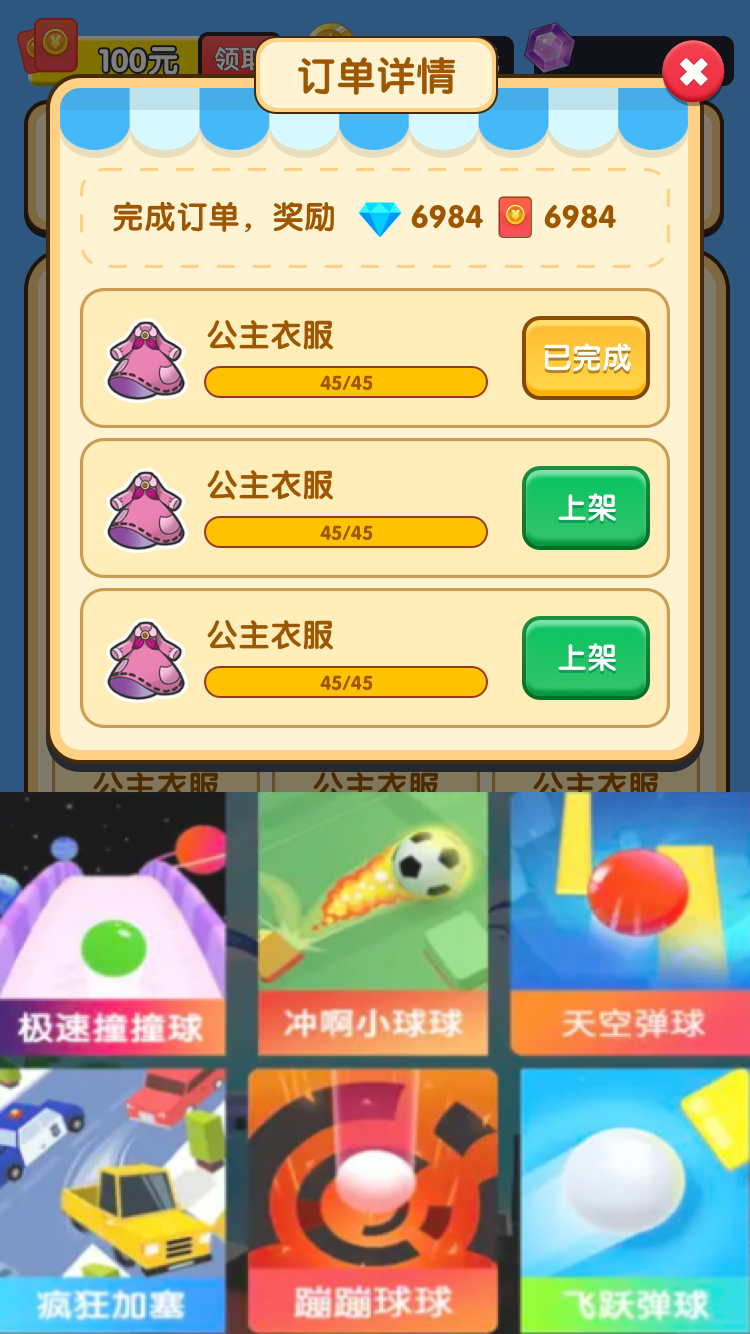 100元
领取
订单详情
完成订单，奖励 6984 6984
公主衣服
45/45
已完成
公主衣服
45/45
上架
公主衣服
45/45
上架
公主衣服 公主衣服 公主衣服
极速撞撞球 冲啊小球球 天空弹球
疯狂加塞 蹦蹦球球 飞跃弹球